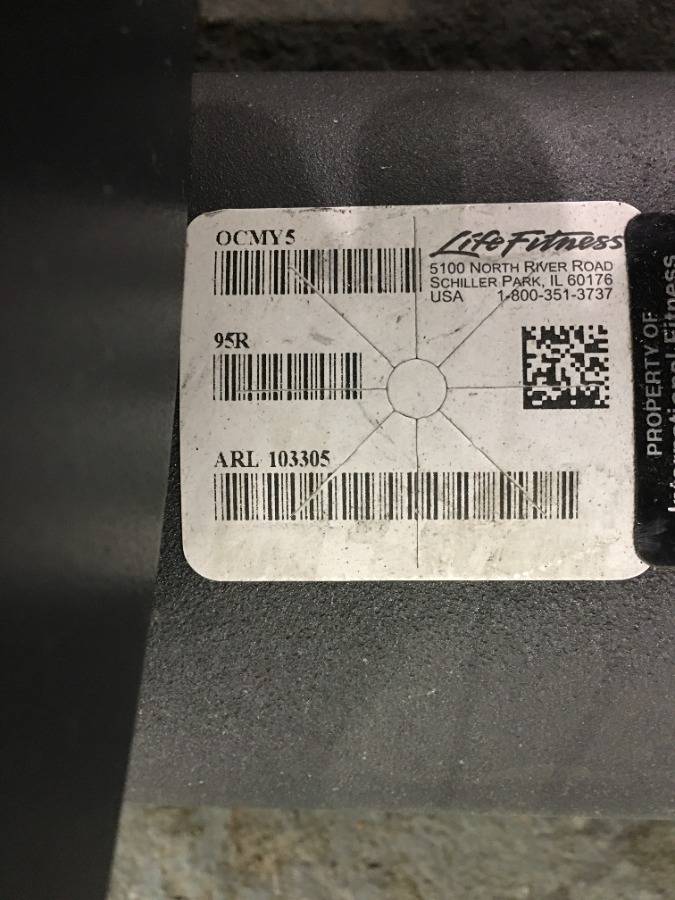 OCMY5
Life Fitness
5100 NORTH RIVER ROAD
SCHILLER PARK, IL 60176
USA 1-800-351-3737
95R
ARL 103305
PROPERTY OF
Fitness